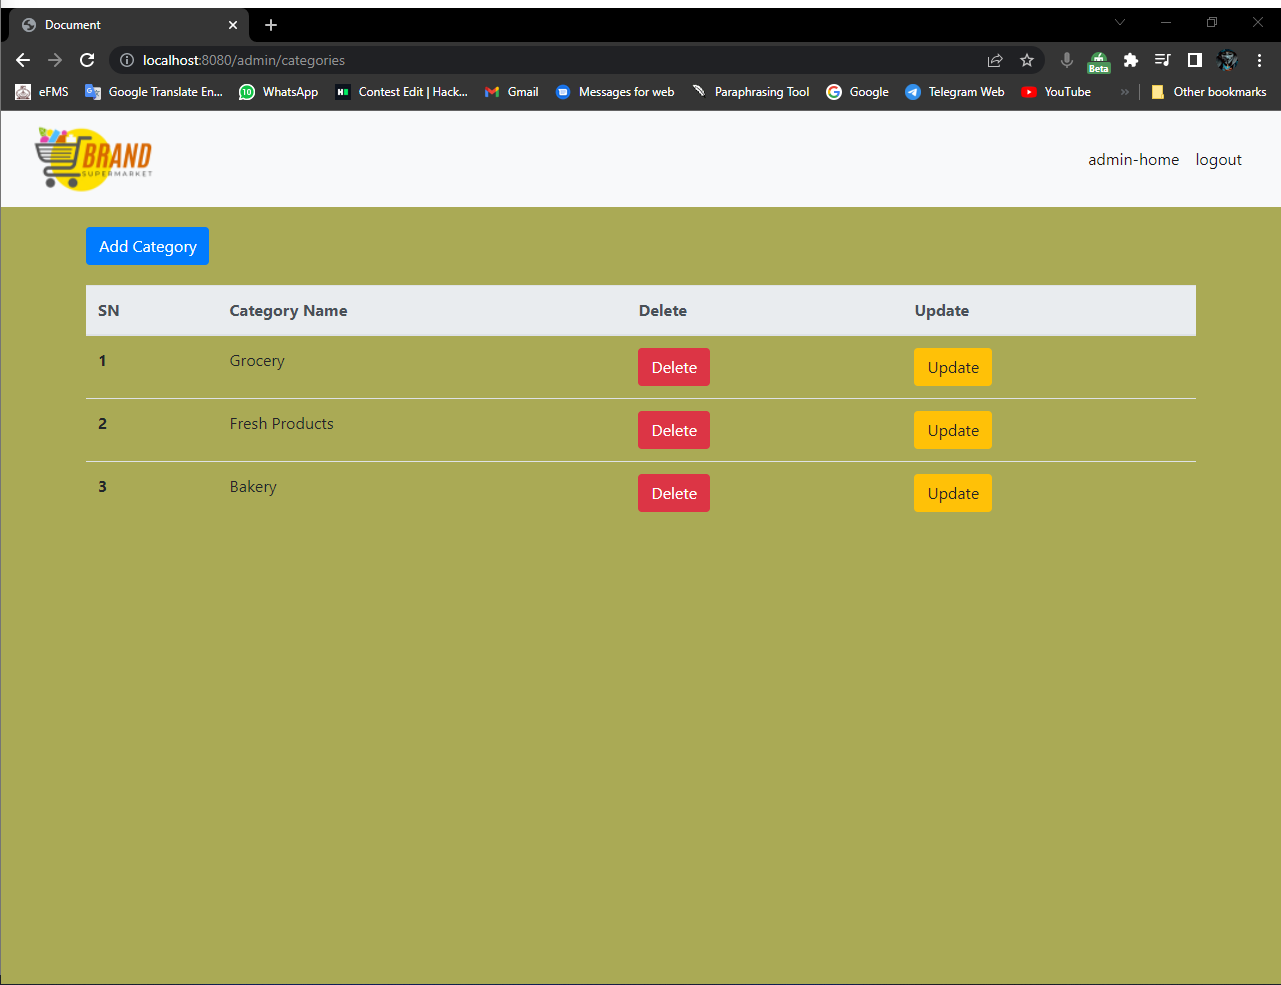 Document
localhost:8080/admin/categories
Beta
eFMS Google Translate En... 10 WhatsApp Contest Edit | Hack... Gmail Messages for web Paraphrasing Tool Google Telegram Web YouTube » Other bookmarks
BRAND
SUPERMARKET
admin-home logout
Add Category
SN Category Name Delete Update
1 Grocery Delete Update
2 Fresh Products Delete Update
3 Bakery Delete Update